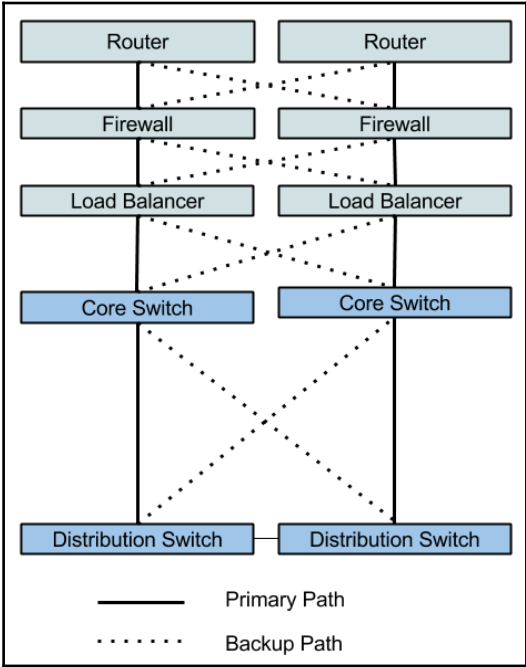 Router
Router
Firewall
Firewall
Load Balancer
Load Balancer
Core Switch
Core Switch
Distribution Switch
Distribution Switch
Primary Path
Backup Path